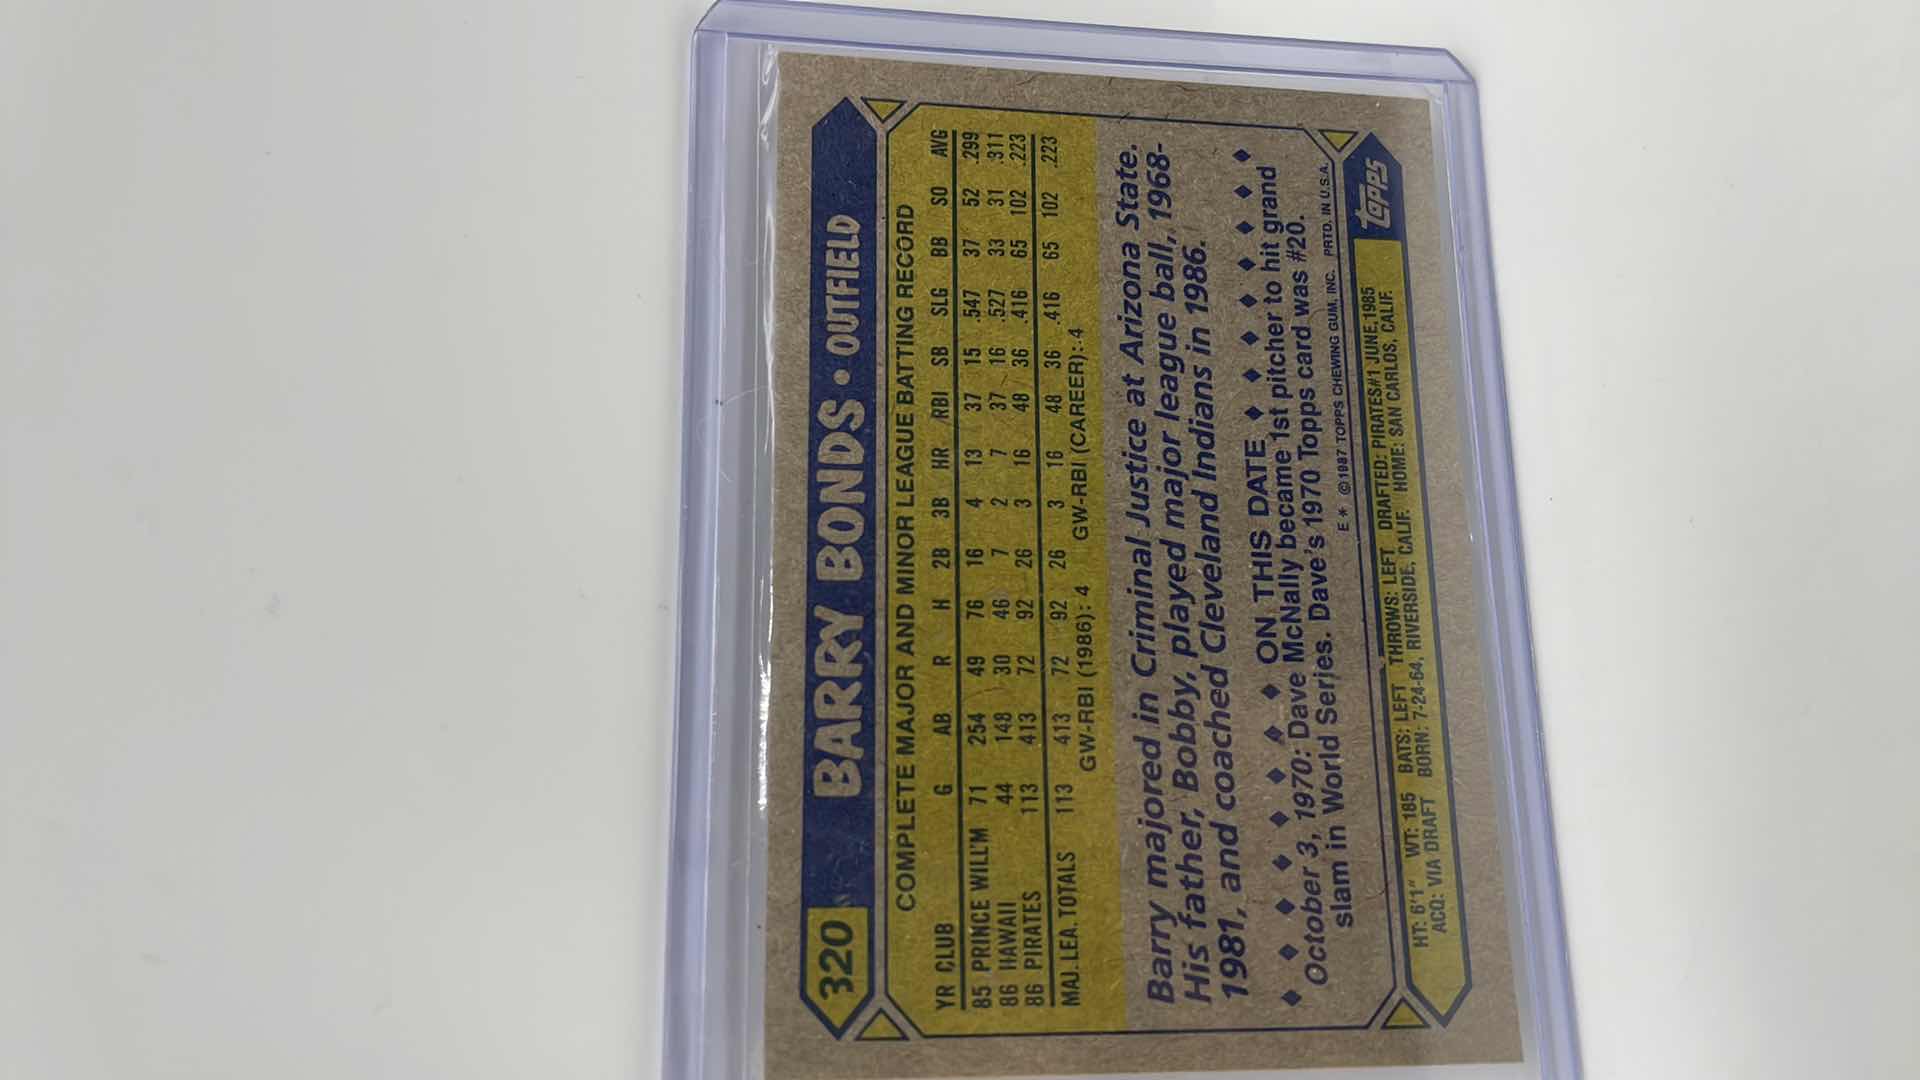 320 BARRY BONDS • OUTFIELD
COMPLETE MAJOR AND MINOR LEAGUE BATTING RECORD
YR CLUB G AB R H 2B 3B HR RBI SB SLG BB SO AVG
85 PRINCE WILL'M 71 254 49 76 16 4 13 37 15 .547 37 52 .299
86 HAWAII 44 148 30 46 7 2 7 37 16 .527 33 31 .311
86 PIRATES 113 413 72 92 26 3 16 48 36 .416 65 102 .223
MAJ. LEA. TOTALS 113 413 72 92 26 3 16 48 36 .416 65 102 .223
GW-RBI (1986): 4 GW-RBI (CAREER): 4
Barry majored in Criminal Justice at Arizona State.
His father, Bobby, played major league ball, 1968-
1981, and coached Cleveland Indians in 1986.
ON THIS DATE
October 3, 1970: Dave McNally became 1st pitcher to hit grand
slam in World Series. Dave's 1970 Topps card was #20.
E* ©1987 TOPPS CHEWING GUM, INC. PRTD. IN U.S.A.
topps
HT: 6'1" WT: 185 BATS: LEFT THROWS: LEFT DRAFTED: PIRATES#1 JUNE,1985
ACQ: VIA DRAFT BORN: 7-24-64, RIVERSIDE, CALIF. HOME: SAN CARLOS, CALIF.